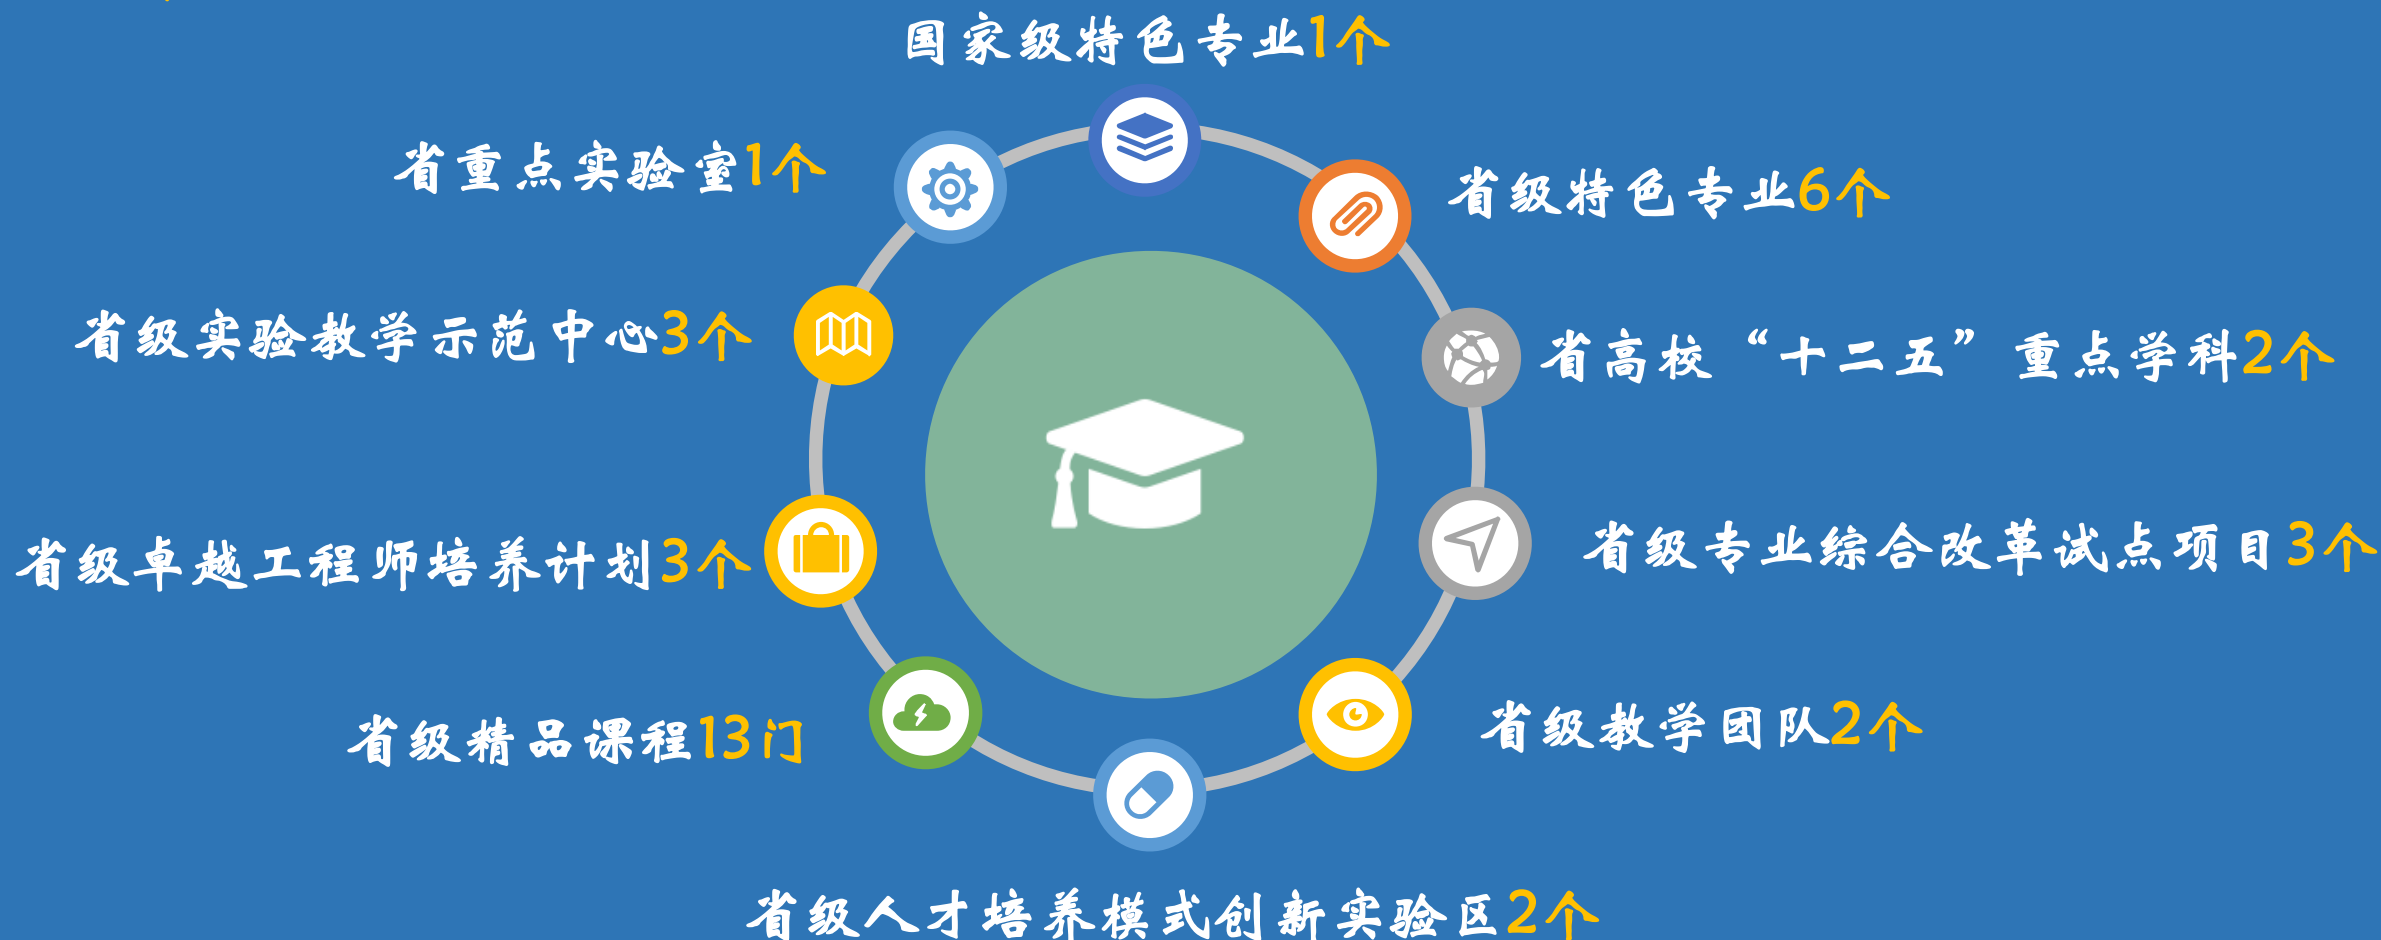 国家级特色专业1个
省重点实验室1个
省级特色专业6个
省级实验教学示范中心3个
省高校“十二五”重点学科2个
省级卓越工程师培养计划3个
省级专业综合改革试点项目3个
省级精品课程13门
省级教学团队2个
省级人才培养模式创新实验区2个